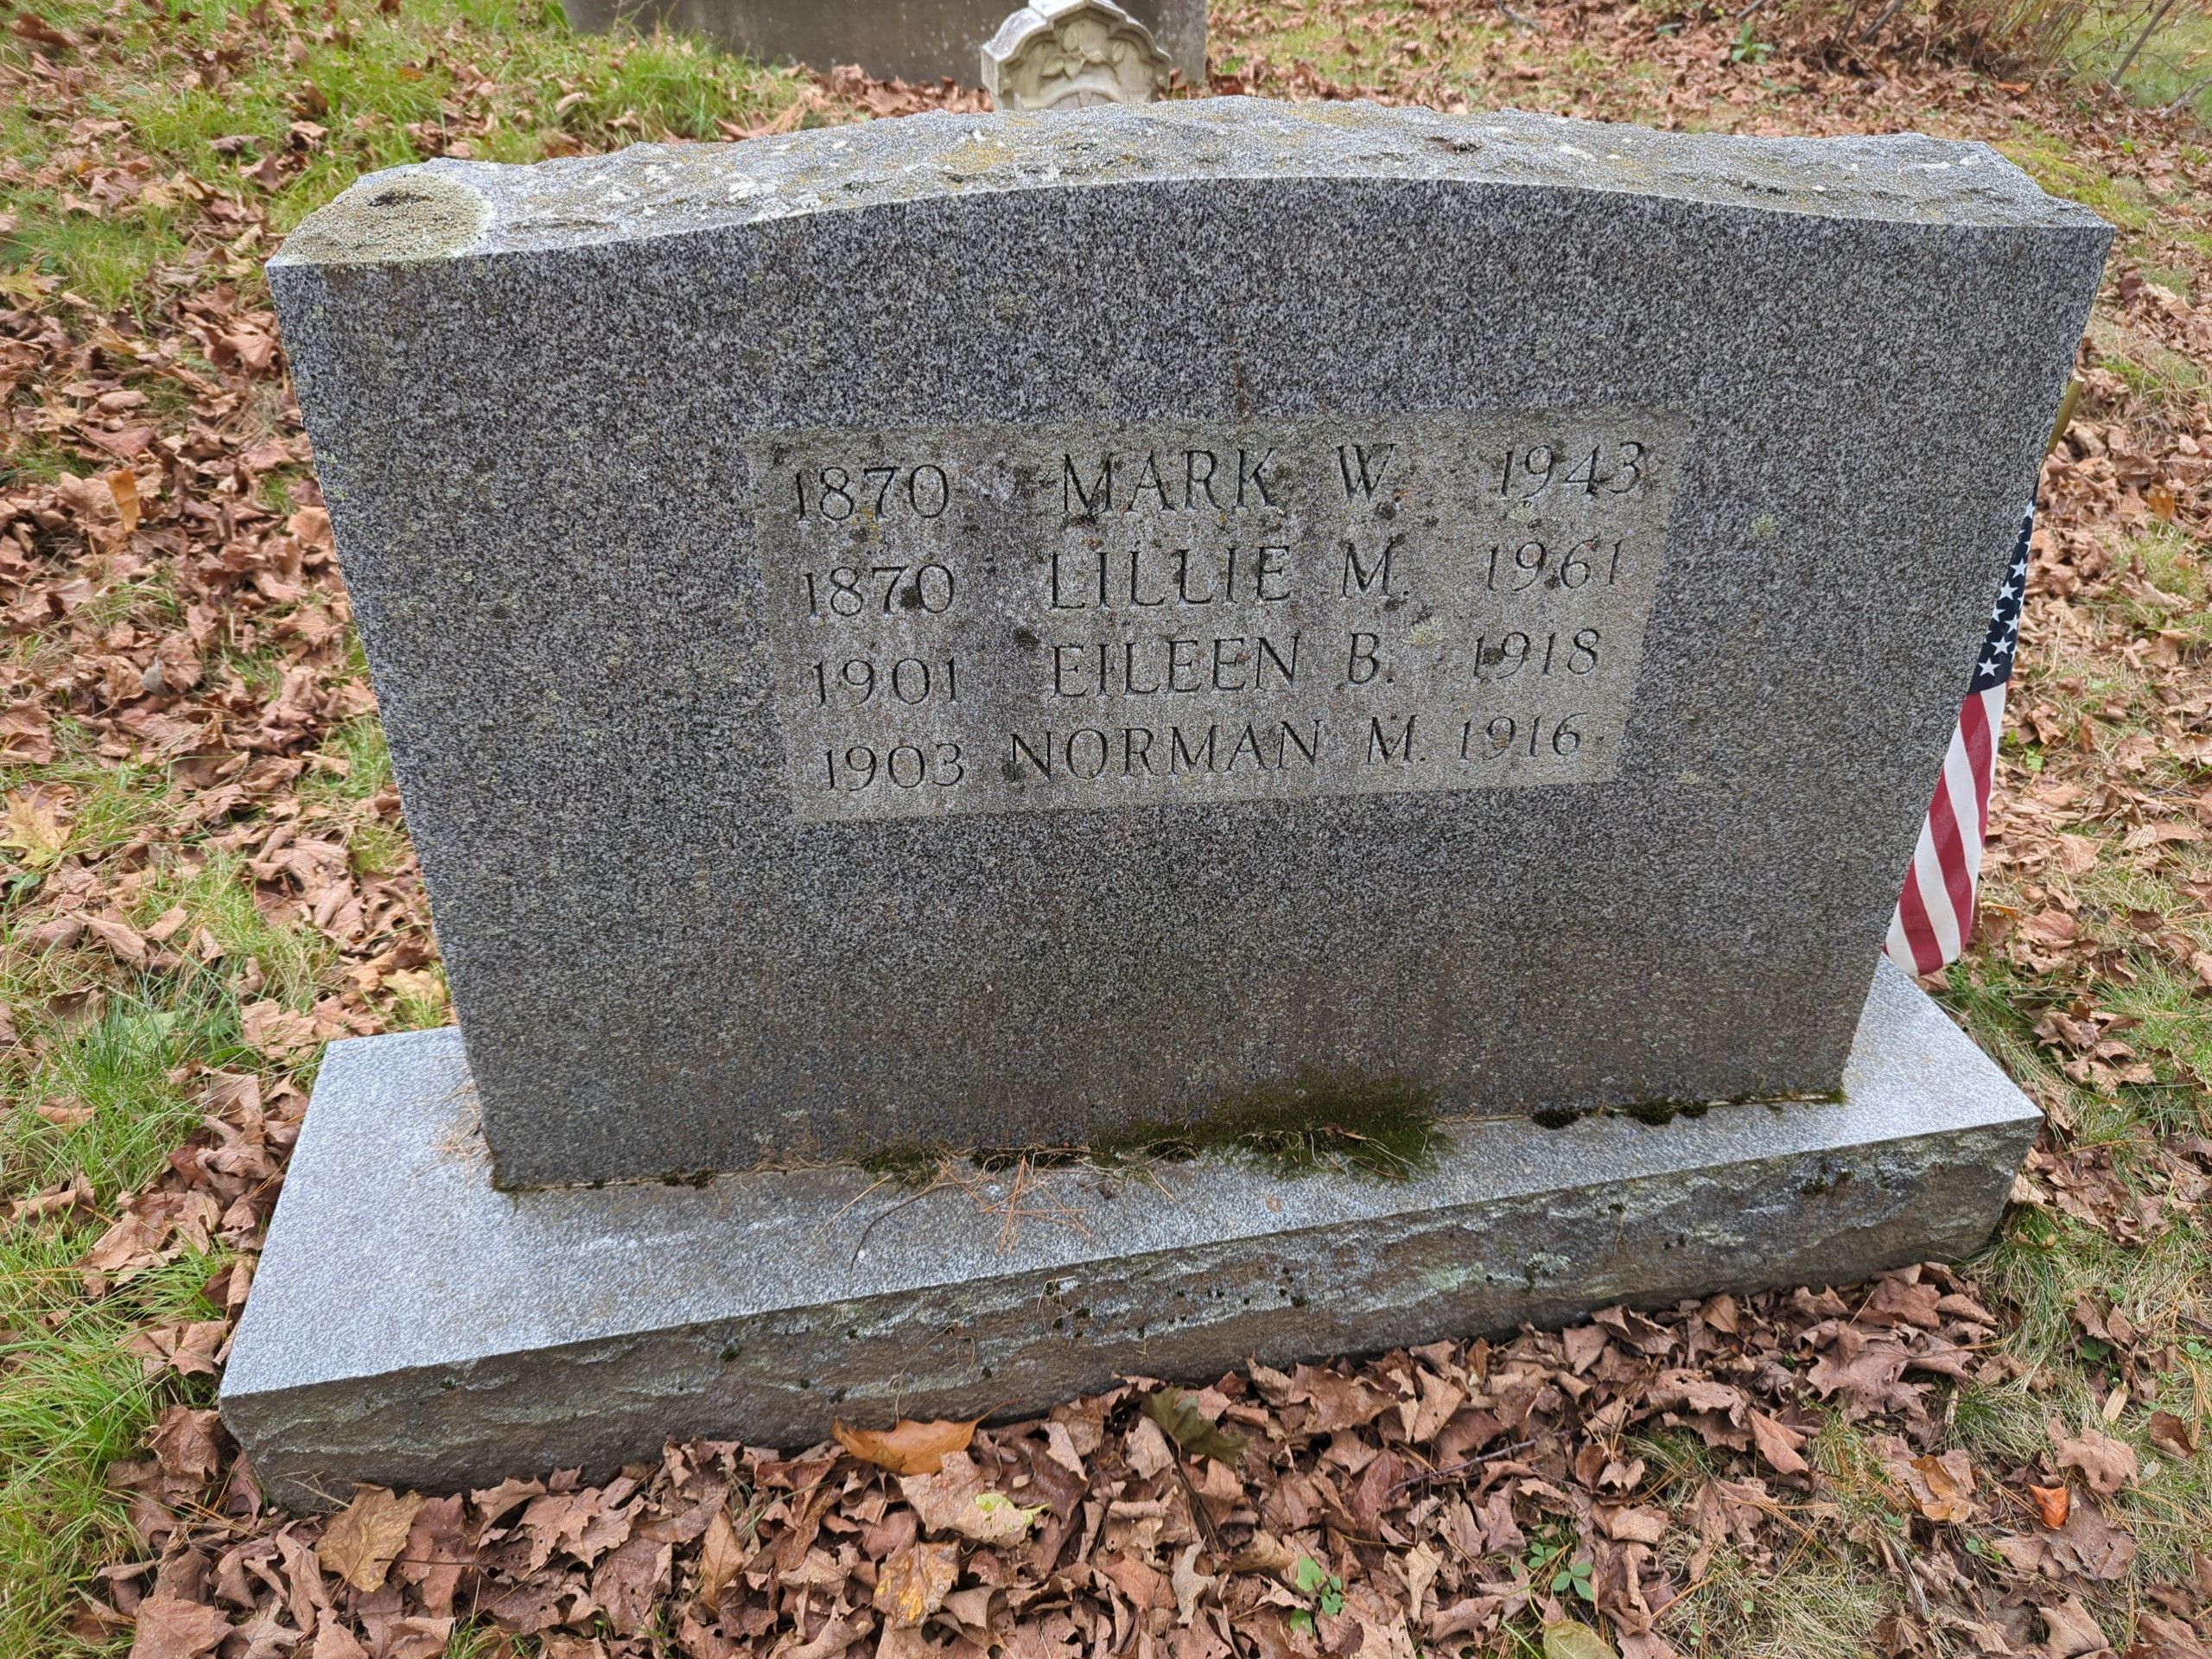 1870 MARK W. 1943
1870 LILLIE M. 1961
1901 EILEEN B. 1918
1903 NORMAN M. 1916